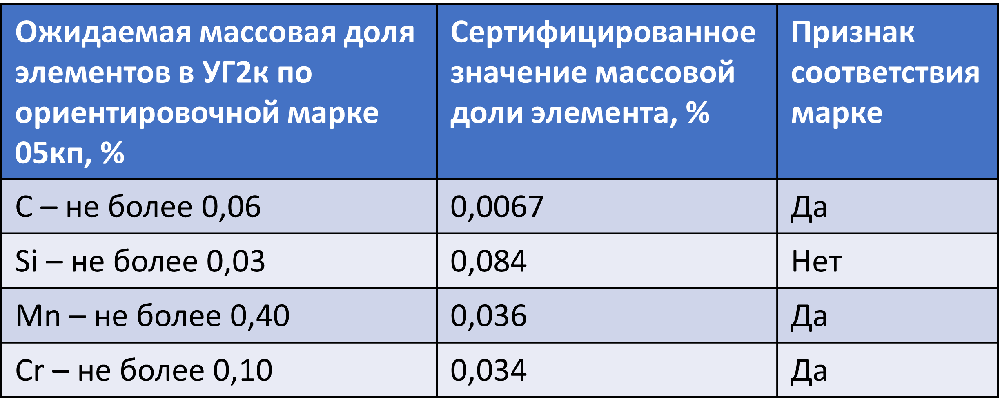 Ожидаемая массовая доля
элементов в УГ2к по
ориентировочной марке
05кп, %
Сертифицированное
значение массовой
доли элемента, %
Признак
соответствия
марке
C – не более 0,06
0,0067
Да
Si – не более 0,03
0,084
Нет
Mn – не более 0,40
0,036
Да
Cr – не более 0,10
0,034
Да